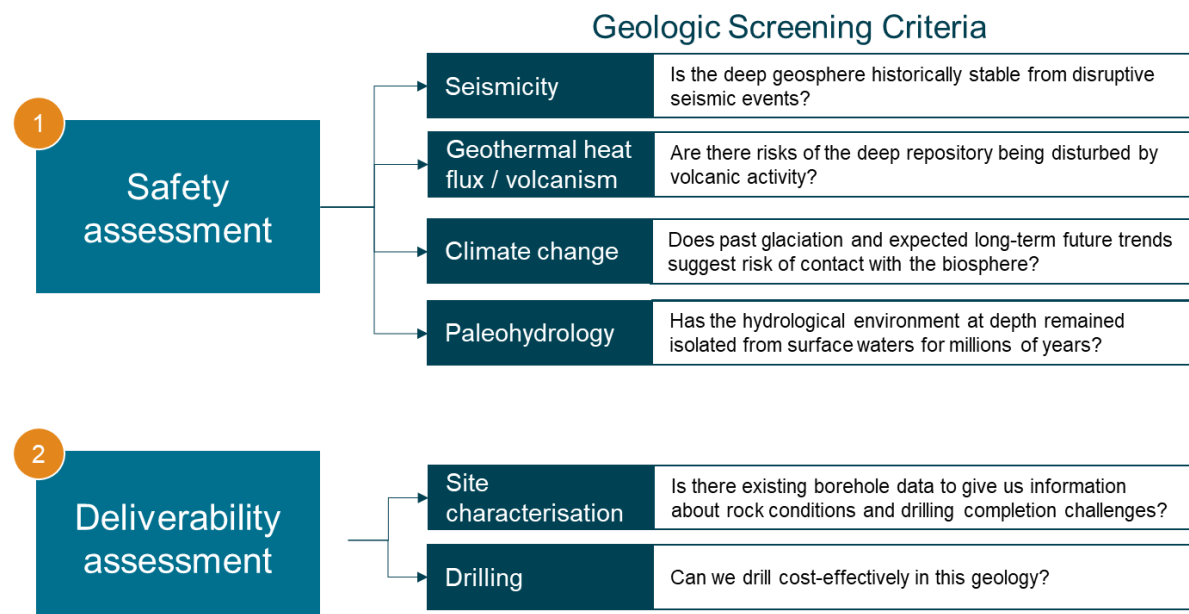 Geologic Screening Criteria
1
Safety
assessment
Seismicity
Is the deep geosphere historically stable from disruptive
seismic events?
Geothermal heat
flux / volcanism
Are there risks of the deep repository being disturbed by
volcanic activity?
Climate change
Does past glaciation and expected long-term future trends
suggest risk of contact with the biosphere?
Paleohydrology
Has the hydrological environment at depth remained
isolated from surface waters for millions of years?
2
Deliverability
assessment
Site
characterisation
Is there existing borehole data to give us information
about rock conditions and drilling completion challenges?
Drilling
Can we drill cost-effectively in this geology?